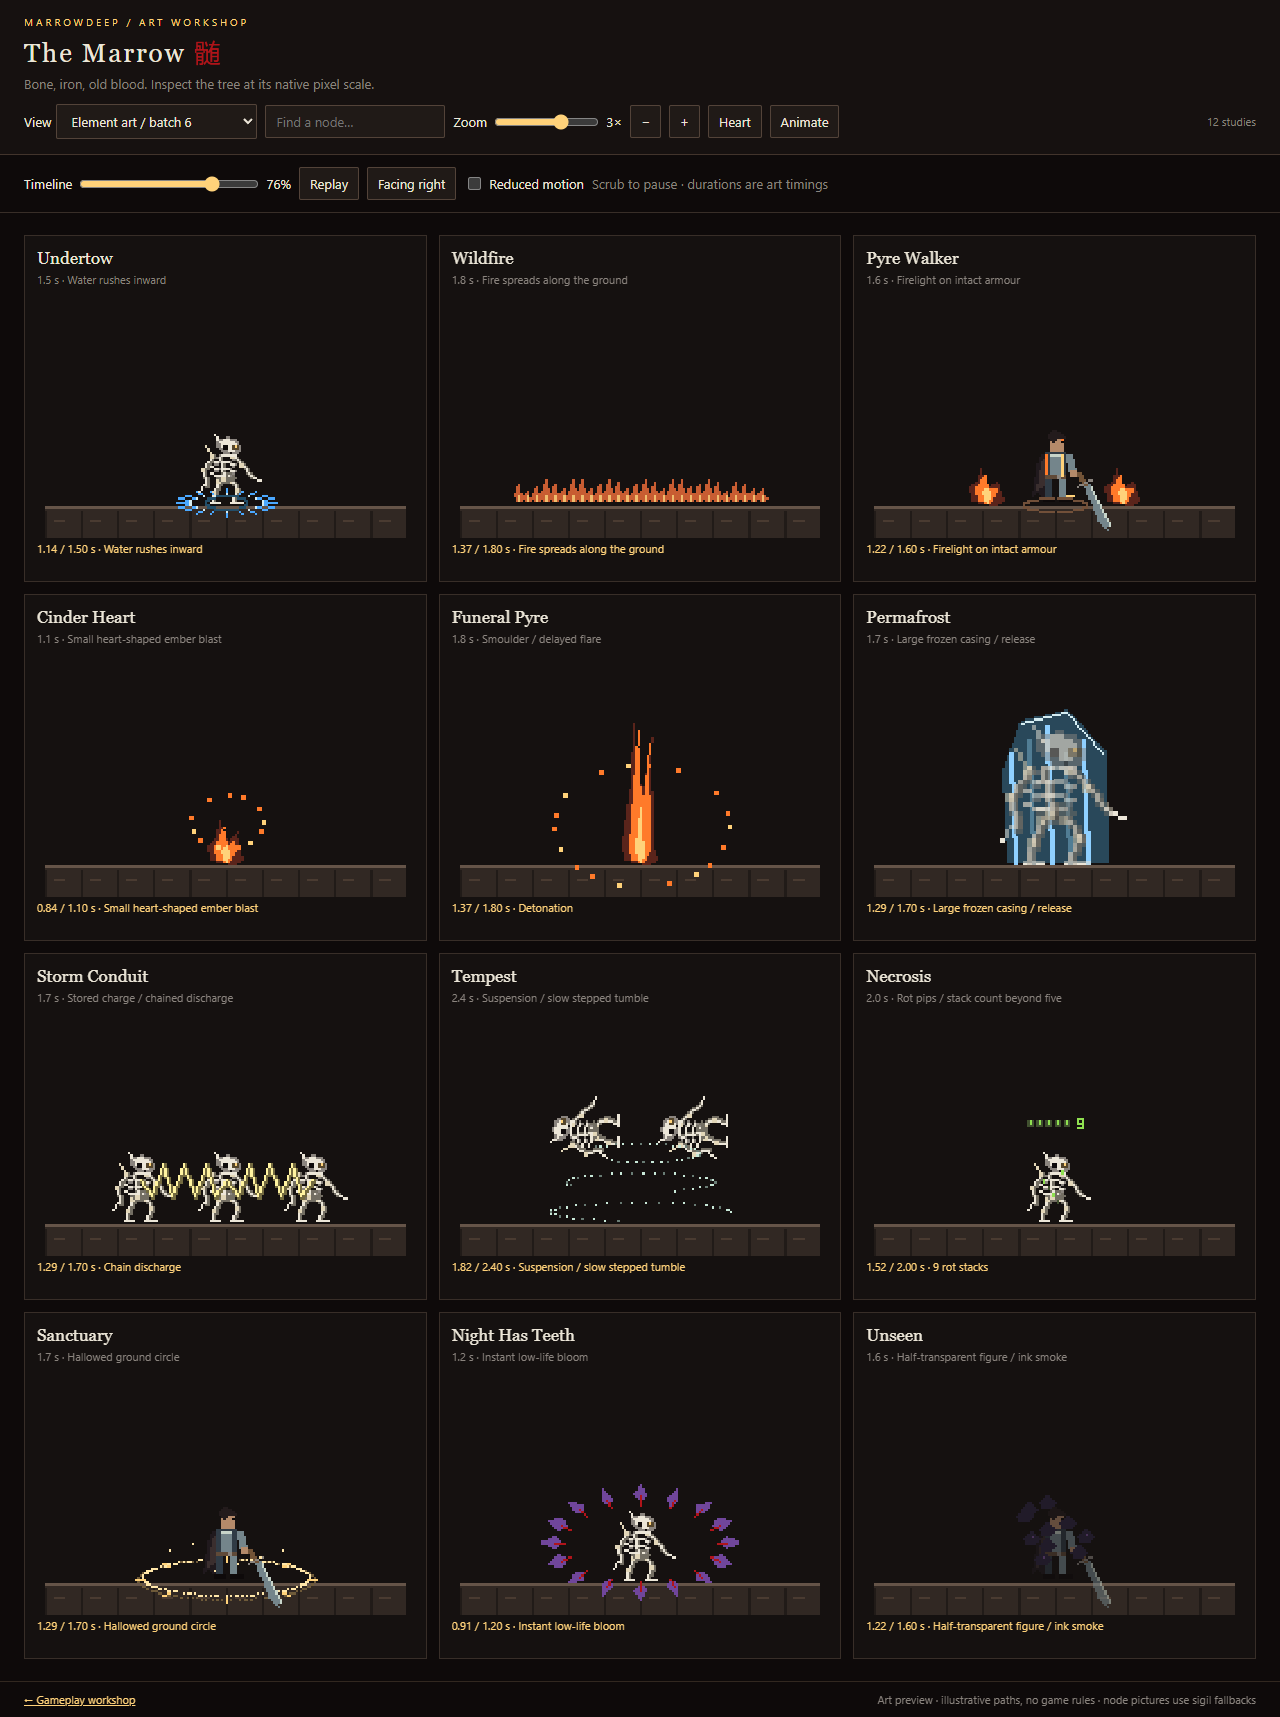 MARROWDEEP / ART WORKSHOP
The Marrow 髄
Bone, iron, old blood. Inspect the tree at its native pixel scale.
View Element art / batch 6 Find a node... Zoom 3× − + Heart Animate 12 studies
Timeline 76% Replay Facing right Reduced motion Scrub to pause · durations are art timings
Undertow
1.5 s · Water rushes inward
1.14 / 1.50 s · Water rushes inward
Wildfire
1.8 s · Fire spreads along the ground
1.37 / 1.80 s · Fire spreads along the ground
Pyre Walker
1.6 s · Firelight on intact armour
1.22 / 1.60 s · Firelight on intact armour
Cinder Heart
1.1 s · Small heart-shaped ember blast
0.84 / 1.10 s · Small heart-shaped ember blast
Funeral Pyre
1.8 s · Smoulder / delayed flare
1.37 / 1.80 s · Detonation
Permafrost
1.7 s · Large frozen casing / release
1.29 / 1.70 s · Large frozen casing / release
Storm Conduit
1.7 s · Stored charge / chained discharge
1.29 / 1.70 s · Chain discharge
Tempest
2.4 s · Suspension / slow stepped tumble
1.82 / 2.40 s · Suspension / slow stepped tumble
Necrosis
2.0 s · Rot pips / stack count beyond five
9
1.52 / 2.00 s · 9 rot stacks
Sanctuary
1.7 s · Hallowed ground circle
1.29 / 1.70 s · Hallowed ground circle
Night Has Teeth
1.2 s · Instant low-life bloom
0.91 / 1.20 s · Instant low-life bloom
Unseen
1.6 s · Half-transparent figure / ink smoke
1.22 / 1.60 s · Half-transparent figure / ink smoke
← Gameplay workshop
Art preview · illustrative paths, no game rules · node pictures use sigil fallbacks